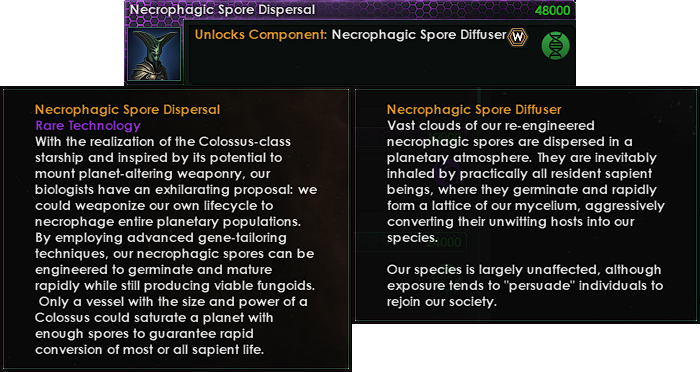 Necrophagic Spore Dispersal 48000
Unlocks Component: Necrophagic Spore Diffuser W
Necrophagic Spore Dispersal
Rare Technology
With the realization of the Colossus-class
starship and inspired by its potential to
mount planet-altering weaponry, our
biologists have an exhilarating proposal: we
could weaponize our own lifecycle to
necrophage entire planetary populations.
By employing advanced gene-tailoring
techniques, our necrophagic spores can be
engineered to germinate and mature
rapidly while still producing viable fungoids.
Only a vessel with the size and power of a
Colossus could saturate a planet with
enough spores to guarantee rapid
conversion of most or all sapient life.
Necrophagic Spore Diffuser
Vast clouds of our re-engineered
necrophagic spores are dispersed in a
planetary atmosphere. They are inevitably
inhaled by practically all resident sapient
beings, where they germinate and rapidly
form a lattice of our mycelium, aggressively
converting their unwitting hosts into our
species.
Our species is largely unaffected, although
exposure tends to "persuade" individuals to
rejoin our society.